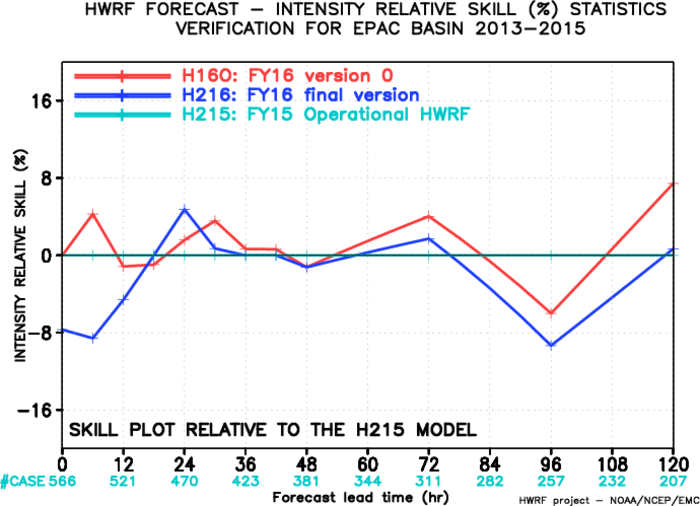 HWRF FORECAST – INTENSITY RELATIVE SKILL (%) STATISTICS
VERIFICATION FOR EPAC BASIN 2013–2015
H16O: FY16 version 0
H216: FY16 final version
H215: FY15 Operational HWRF
INTENSITY RELATIVE SKILL (%)
16
8
0
–8
–16
SKILL PLOT RELATIVE TO THE H215 MODEL
0 12 24 36 48 60 72 84 96 108 120
#CASE 566 521 470 423 381 344 311 282 257 232 207
Forecast lead time (hr)
HWRF project – NOAA/NCEP/EMC